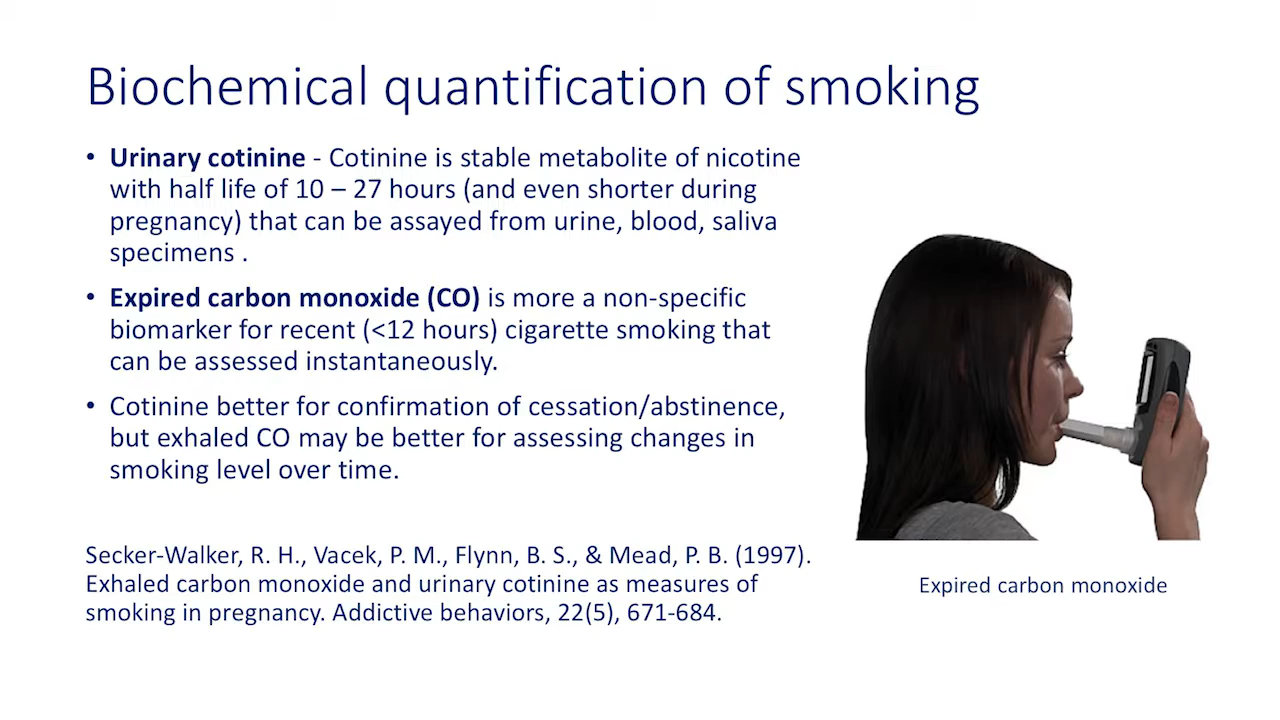 Biochemical quantification of smoking
• Urinary cotinine - Cotinine is stable metabolite of nicotine
with half life of 10 – 27 hours (and even shorter during
pregnancy) that can be assayed from urine, blood, saliva
specimens .
• Expired carbon monoxide (CO) is more a non-specific
biomarker for recent (<12 hours) cigarette smoking that
can be assessed instantaneously.
• Cotinine better for confirmation of cessation/abstinence,
but exhaled CO may be better for assessing changes in
smoking level over time.
Secker-Walker, R. H., Vacek, P. M., Flynn, B. S., & Mead, P. B. (1997).
Exhaled carbon monoxide and urinary cotinine as measures of
smoking in pregnancy. Addictive behaviors, 22(5), 671-684.
Expired carbon monoxide